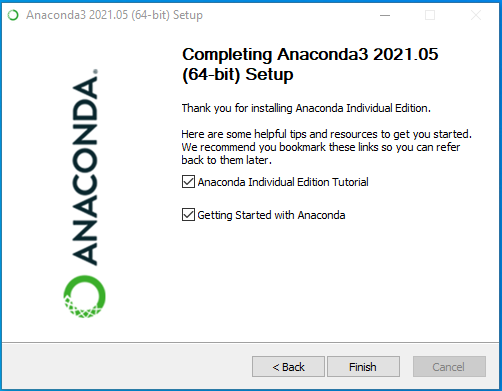 Anaconda3 2021.05 (64-bit) Setup
Completing Anaconda3 2021.05
(64-bit) Setup
Thank you for installing Anaconda Individual Edition.
Here are some helpful tips and resources to get you started.
We recommend you bookmark these links so you can refer
back to them later.
Anaconda Individual Edition Tutorial
Getting Started with Anaconda
ANACONDA.
< Back
Finish
Cancel